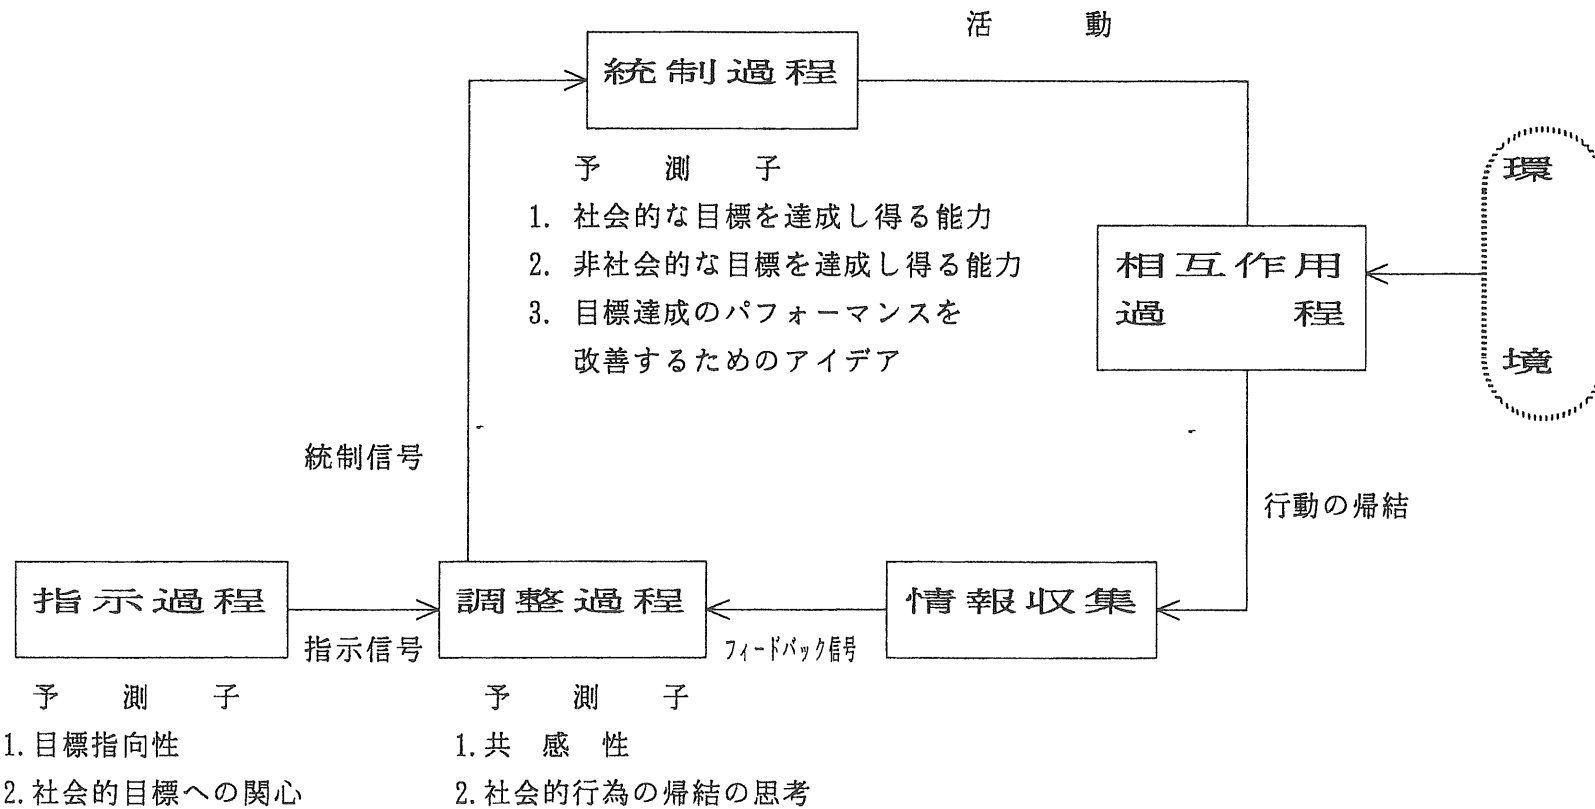 活動
統制過程
予測子
1. 社会的な目標を達成し得る能力
2. 非社会的な目標を達成し得る能力
3. 目標達成のパフォーマンスを
改善するためのアイデア
環
境
相互作用
過程
統制信号
行動の帰結
指示過程
指示信号
調整過程
フィードバック信号
情報収集
予測子
1. 目標指向性
2. 社会的目標への関心
予測子
1. 共感性
2. 社会的行為の帰結の思考